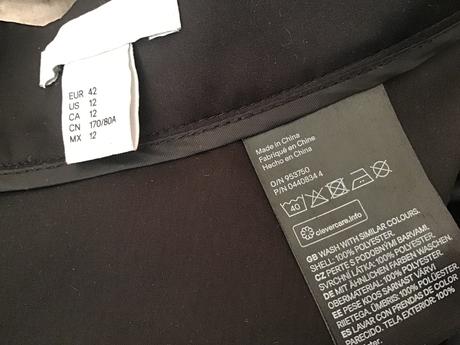 EUR 42
US 12
CA 12
CN 170/80A
MX 12
Made in China
Fabriqué en Chine
Hecho en China
O/N 953750
P/N 0440834 4
40
clevercare.info
GB WASH WITH SIMILAR COLOURS.
SHELL: 100% POLYESTER.
CZ PERTE S PODOBNÝMI BARVAMI.
SVRCHNÍ LÁTKA: 100% POLYESTER.
DE MIT ÄHNLICHEN FARBEN WASCHEN.
OBERMATERIAL: 100% POLYESTER.
EE PESE KOOS SARNAST VÄRVI
RIIETEGA. ÜMBRIS: 100% POLÜESTER.
ES LAVAR CON PRENDAS DE COLOR
PARECIDO. TELA EXTERIOR: 100%